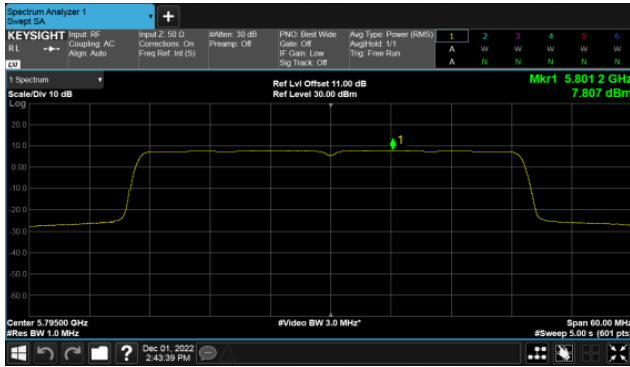 Spectrum Analyzer 1
Swept SA
+
KEYSIGHT Input: RF Input Z: 50 Ω #Atten: 30 dB PNO: Best Wide Avg Type: Power (RMS) 1 2 3 4 5 6
RL Coupling: AC Corrections: On Preamp: Off Gate: Off Avg|Hold: 1/1 A W W W W W
Align: Auto Freq Ref: Int (S) IF Gain: Low Trig: Free Run
LXI Sig Track: Off A N N N N N
1 Spectrum Ref Lvl Offset 11.00 dB Mkr1 5.801 2 GHz
Scale/Div 10 dB Ref Level 30.00 dBm 7.807 dBm
Log
20.0
10.0
1
0.00
-10.0
-20.0
-30.0
-40.0
-50.0
-60.0
Center 5.79500 GHz #Video BW 3.0 MHz* Span 60.00 MHz
#Res BW 1.0 MHz #Sweep 5.00 s (601 pts)
? Dec 01, 2022
2:43:39 PM